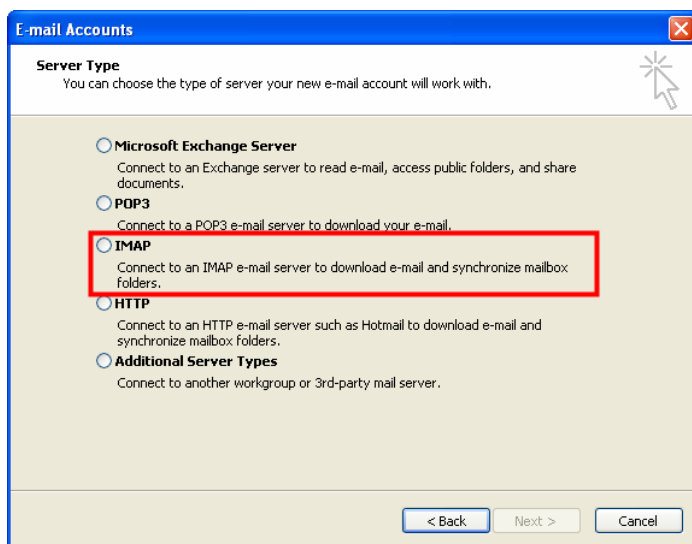 E-mail Accounts
Server Type
You can choose the type of server your new e-mail account will work with.
Microsoft Exchange Server
Connect to an Exchange server to read e-mail, access public folders, and share
documents.
POP3
Connect to a POP3 e-mail server to download your e-mail.
IMAP
Connect to an IMAP e-mail server to download e-mail and synchronize mailbox
folders.
HTTP
Connect to an HTTP e-mail server such as Hotmail to download e-mail and
synchronize mailbox folders.
Additional Server Types
Connect to another workgroup or 3rd-party mail server.
< Back Next > Cancel